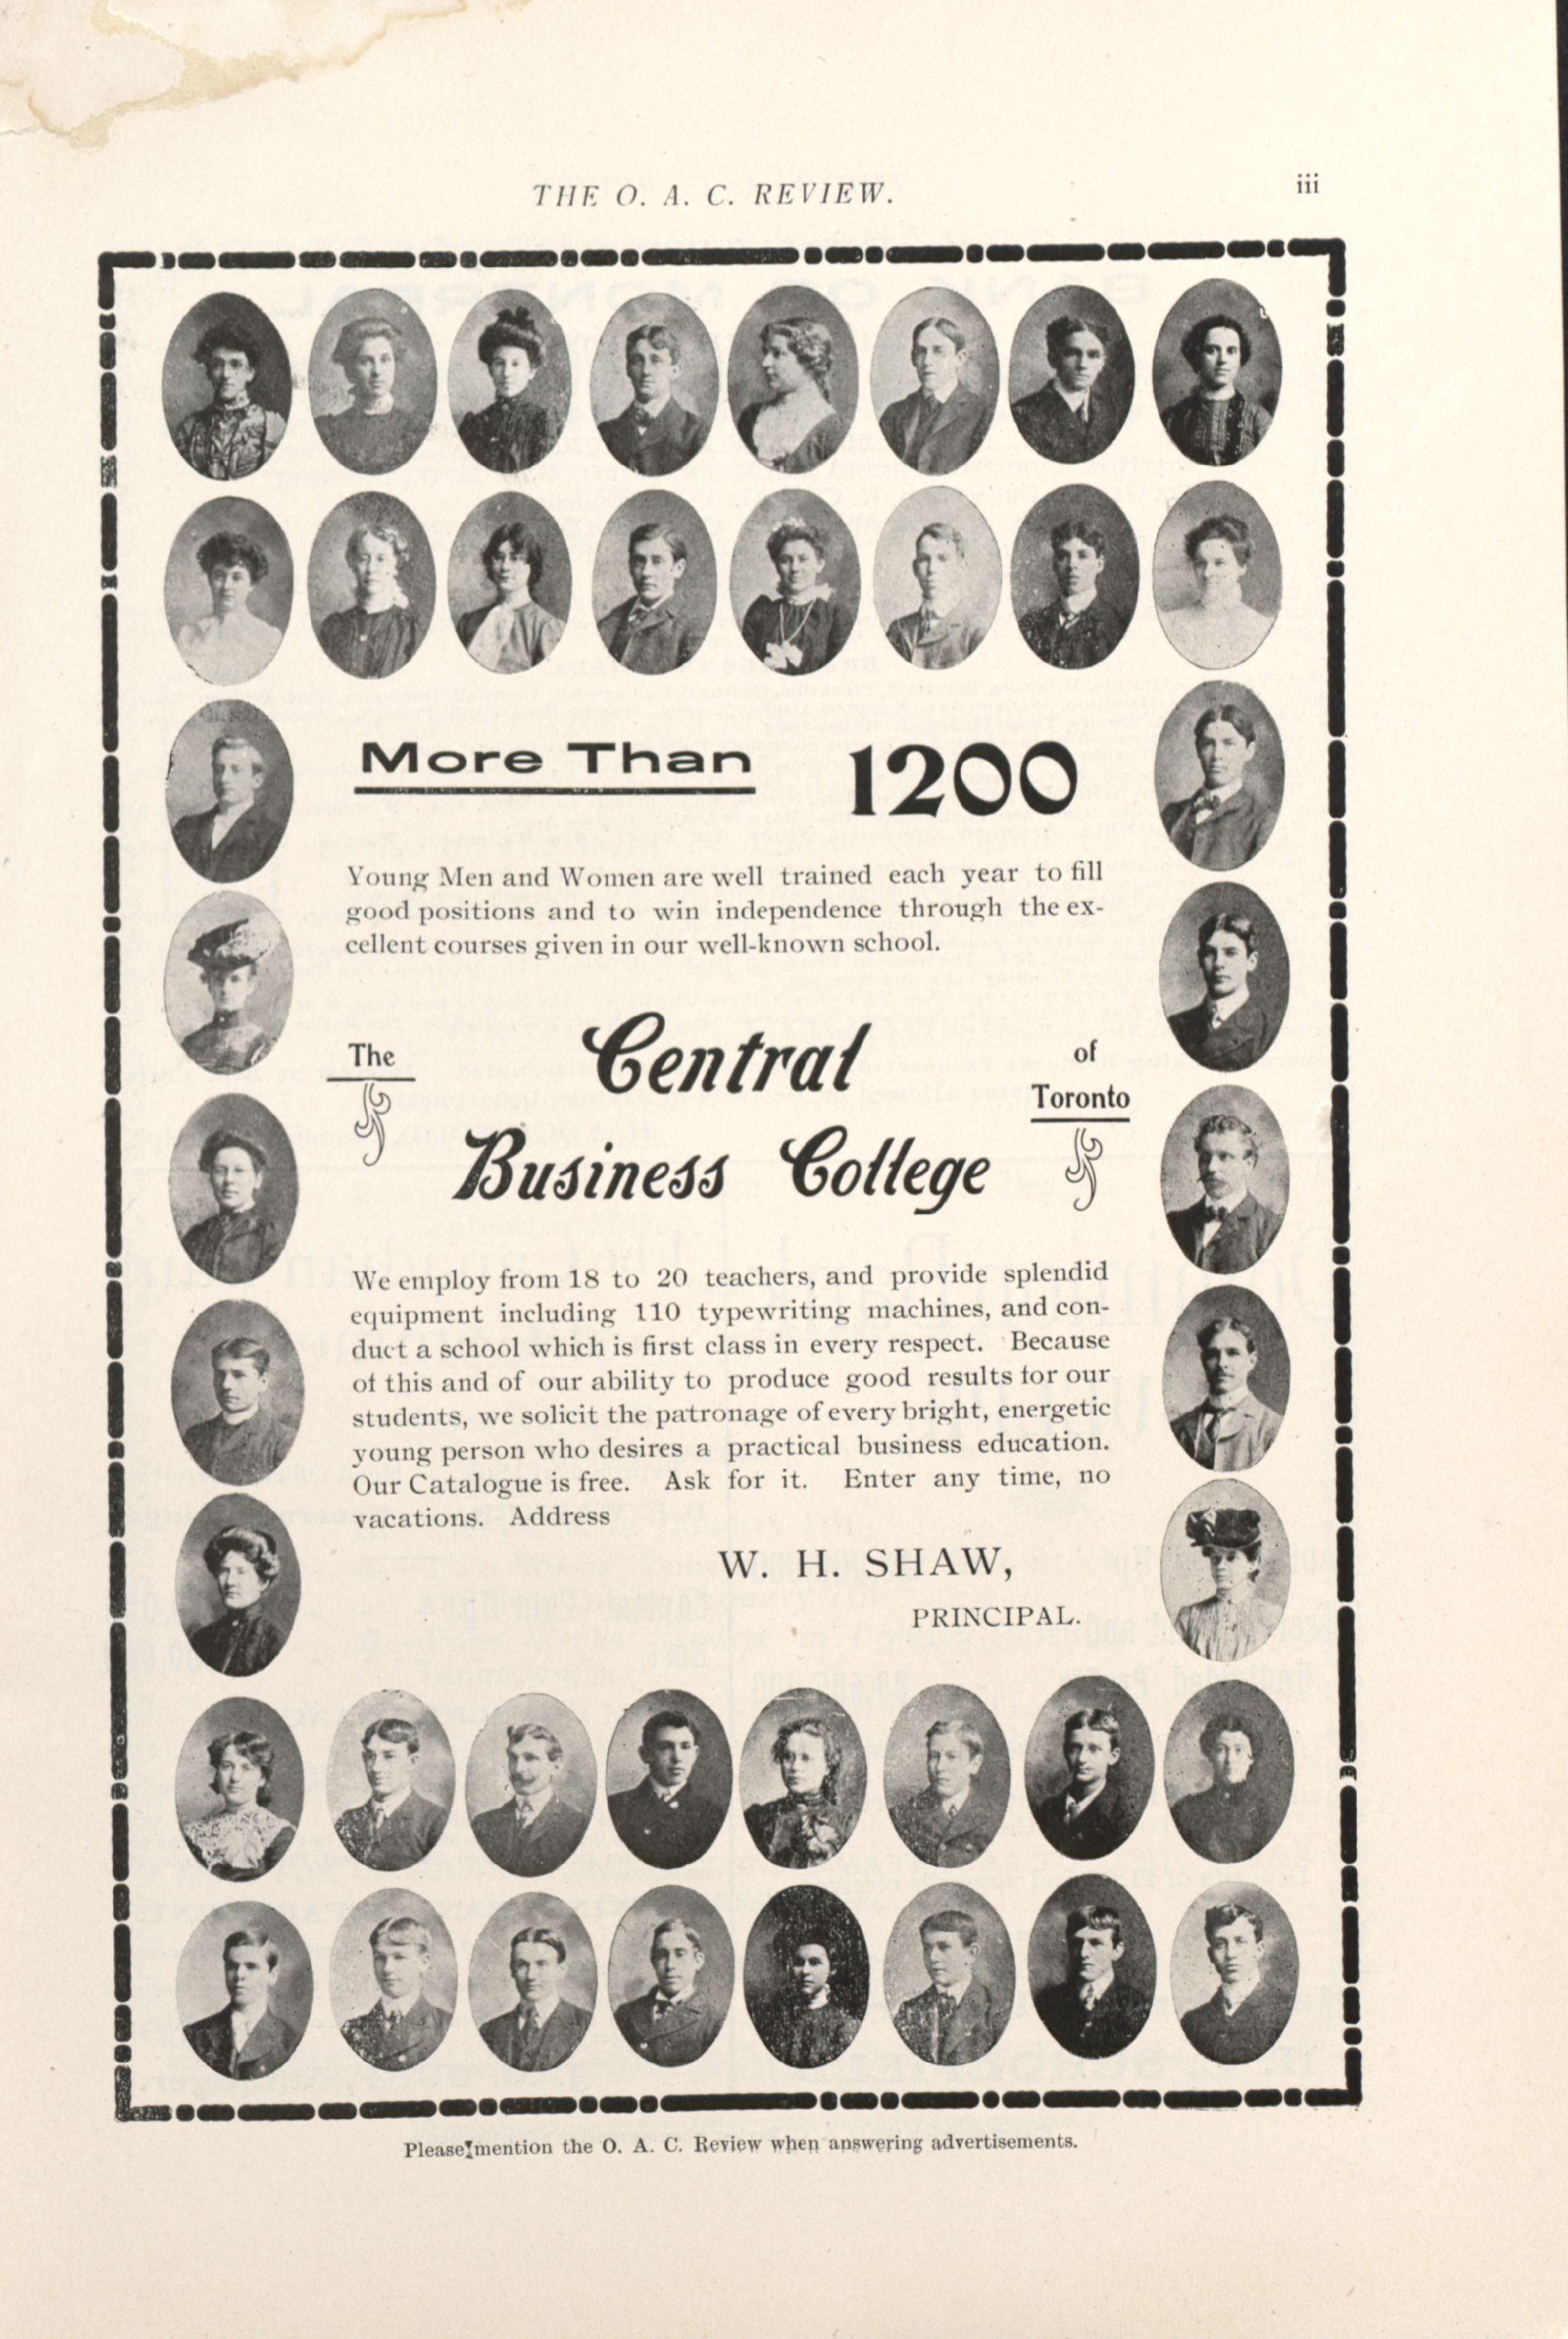 THE O. A. C. REVIEW.
iii
More Than 1200
Young Men and Women are well trained each year to fill
good positions and to win independence through the ex-
cellent courses given in our well-known school.
The Central of
Toronto
Business College
We employ from 18 to 20 teachers, and provide splendid
equipment including 110 typewriting machines, and con-
duct a school which is first class in every respect. Because
of this and of our ability to produce good results for our
students, we solicit the patronage of every bright, energetic
young person who desires a practical business education.
Our Catalogue is free. Ask for it. Enter any time, no
vacations. Address
W. H. SHAW,
PRINCIPAL.
Please mention the O. A. C. Review when answering advertisements.